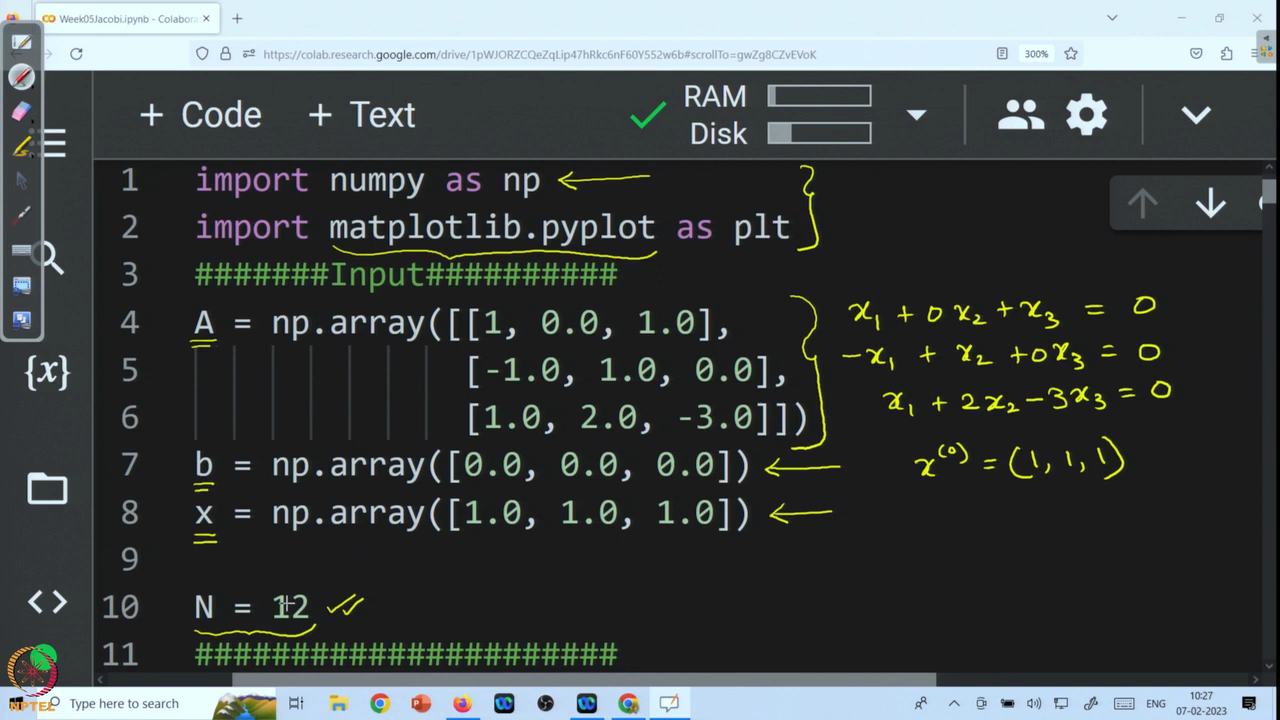 Week05Jacobi.ipynb - Colabora
https://colab.research.google.com/drive/1pWJORZCQeZqLip47hRkc6nF60Y552w6b#scrollTo=gwZg8CZvEVoK
300%
+ Code + Text
RAM
Disk
1 import numpy as np
2 import matplotlib.pyplot as plt
3 #######Input##########
4 A = np.array([[1, 0.0, 1.0],
5 [-1.0, 1.0, 0.0],
6 [1.0, 2.0, -3.0]])
7 b = np.array([0.0, 0.0, 0.0])
8 x = np.array([1.0, 1.0, 1.0])
9
10 N = 12
11 ######################
x₁ + 0x₂ + x₃ = 0
-x₁ + x₂ + 0x₃ = 0
x₁ + 2x₂ - 3x₃ = 0
x⁽⁰⁾ = (1, 1, 1)
{x}
<>
NPTEL
Type here to search
ENG
10:27
07-02-2023